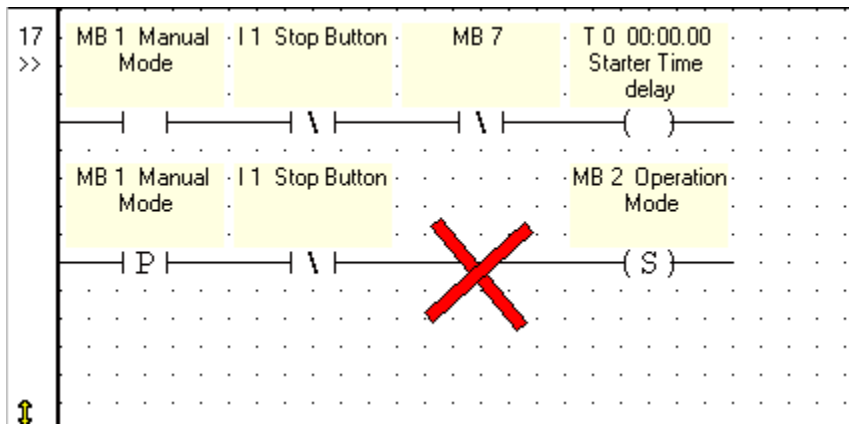 17 MB 1 Manual I 1 Stop Button MB 7 T 0 00:00.00
>> Mode Starter Time
delay
MB 1 Manual I 1 Stop Button MB 2 Operation
Mode Mode
P S